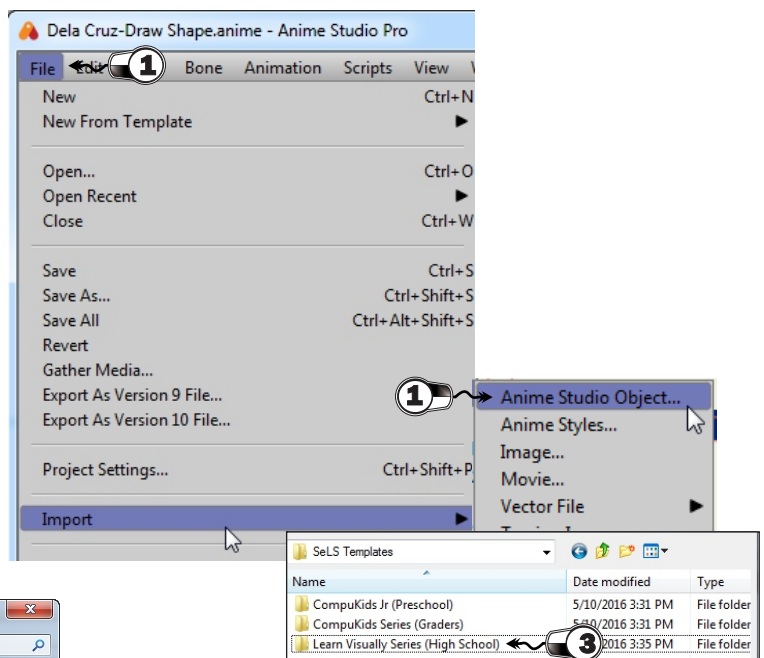 Dela Cruz-Draw Shape.anime - Anime Studio Pro
File Edit 1 Bone Animation Scripts View
New Ctrl+N
New From Template
Open... Ctrl+O
Open Recent
Close Ctrl+W
Save Ctrl+S
Save As... Ctrl+Shift+S
Save All Ctrl+Alt+Shift+S
Revert
Gather Media...
Export As Version 9 File...
Export As Version 10 File...
Project Settings... Ctrl+Shift+P
Import
1 Anime Studio Object...
Anime Styles...
Image...
Movie...
Vector File
SeLS Templates
Name Date modified Type
CompuKids Jr (Preschool) 5/10/2016 3:31 PM File folder
CompuKids Series (Graders) 5/10/2016 3:31 PM File folder
Learn Visually Series (High School) 3 2016 3:35 PM File folder